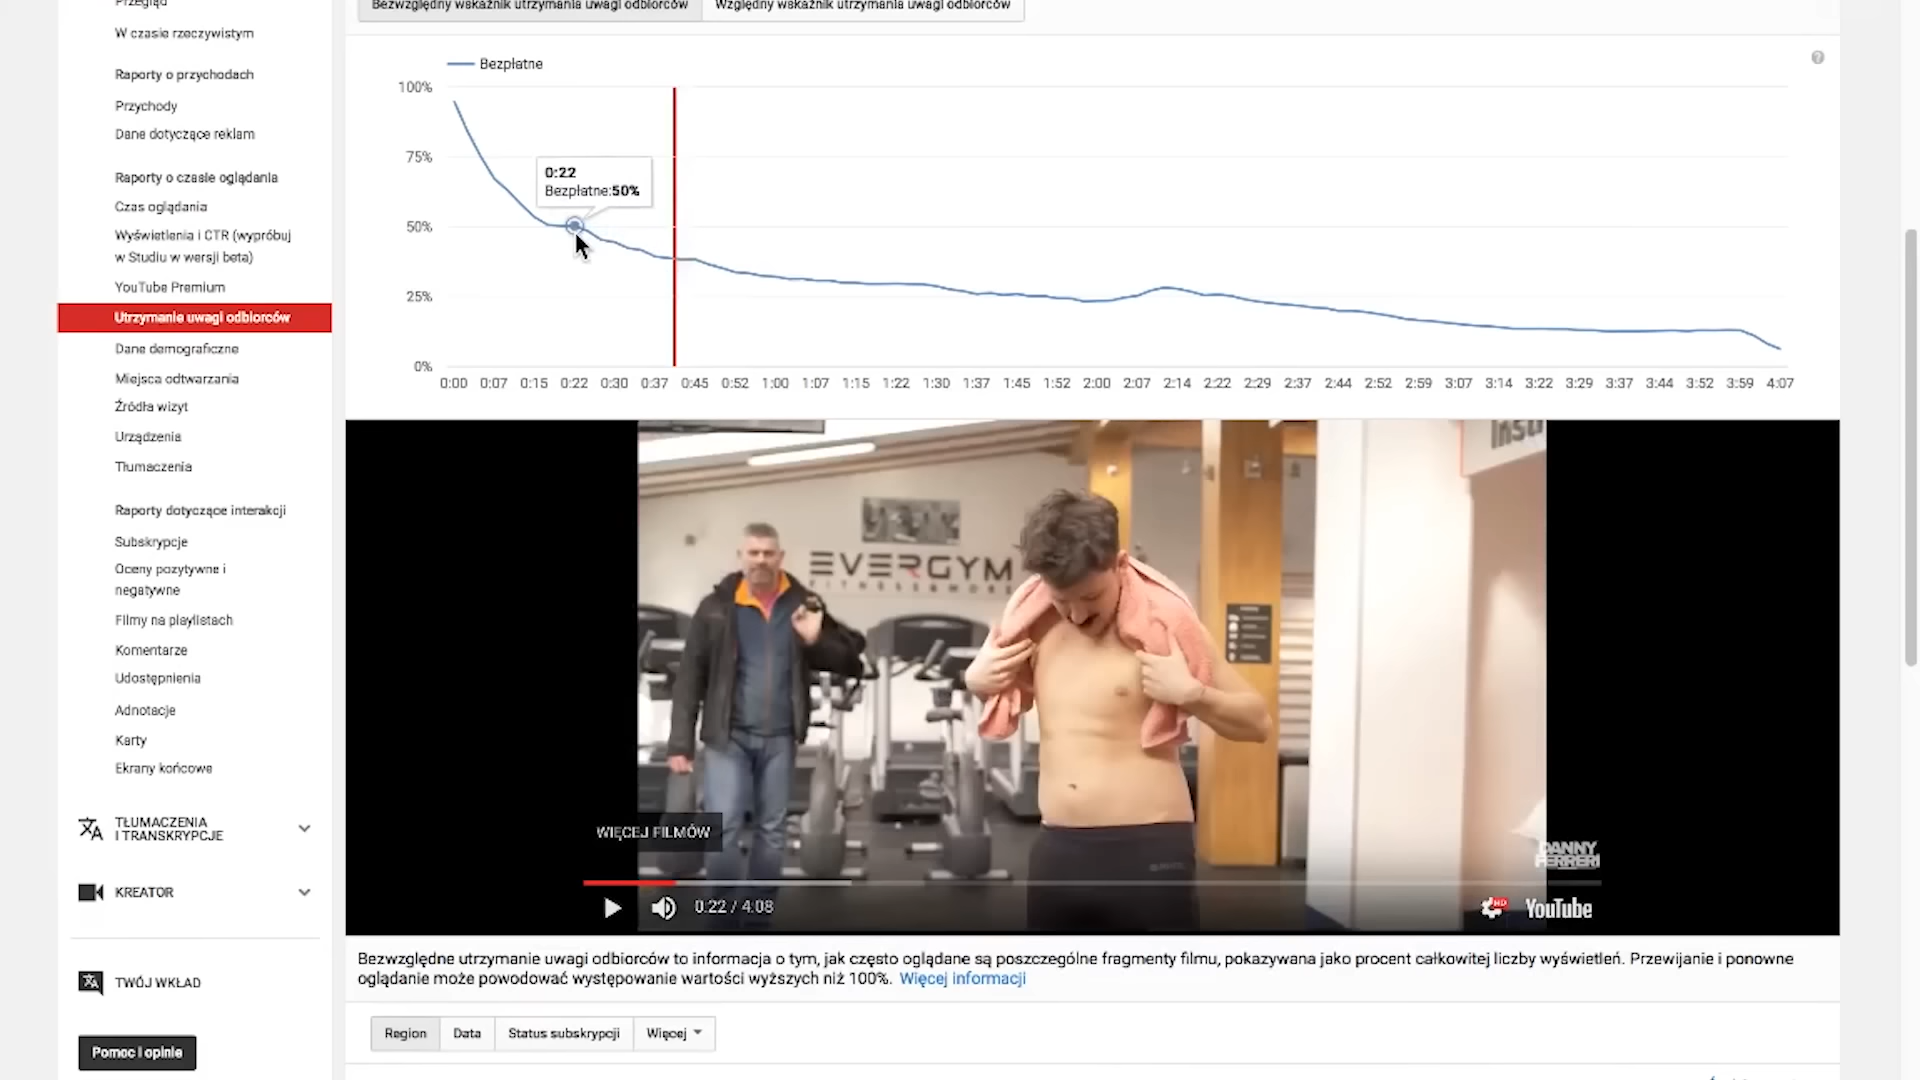 Przegląd
W czasie rzeczywistym
Raporty o przychodach
Przychody
Dane dotyczące reklam
Raporty o czasie oglądania
Czas oglądania
Wyświetlenia i CTR (wypróbuj
w Studiu w wersji beta)
YouTube Premium
Utrzymanie uwagi odbiorców
Dane demograficzne
Miejsca odtwarzania
Źródła wizyt
Urządzenia
Tłumaczenia
Raporty dotyczące interakcji
Subskrypcje
Oceny pozytywne i
negatywne
Filmy na playlistach
Komentarze
Udostępnienia
Adnotacje
Karty
Ekrany końcowe
TŁUMACZENIA
I TRANSKRYPCJE
KREATOR
TWÓJ WKŁAD
Pomoc i opinie
Bezwzględny wskaźnik utrzymania uwagi odbiorców Względny wskaźnik utrzymania uwagi odbiorców
Bezpłatne
100%
75%
50%
25%
0%
0:22
Bezpłatne:50%
0:00 0:07 0:15 0:22 0:30 0:37 0:45 0:52 1:00 1:07 1:15 1:22 1:30 1:37 1:45 1:52 2:00 2:07 2:14 2:22 2:29 2:37 2:44 2:52 2:59 3:07 3:14 3:22 3:29 3:37 3:44 3:52 3:59 4:07
EVERGYM
FITNESS&MORE
WIĘCEJ FILMÓW
DANNY
FERRERI
0:22 / 4:08
HD
YouTube
Bezwzględne utrzymanie uwagi odbiorców to informacja o tym, jak często oglądane są poszczególne fragmenty filmu, pokazywana jako procent całkowitej liczby wyświetleń. Przewijanie i ponowne
oglądanie może powodować występowanie wartości wyższych niż 100%. Więcej informacji
Region Data Status subskrypcji Więcej